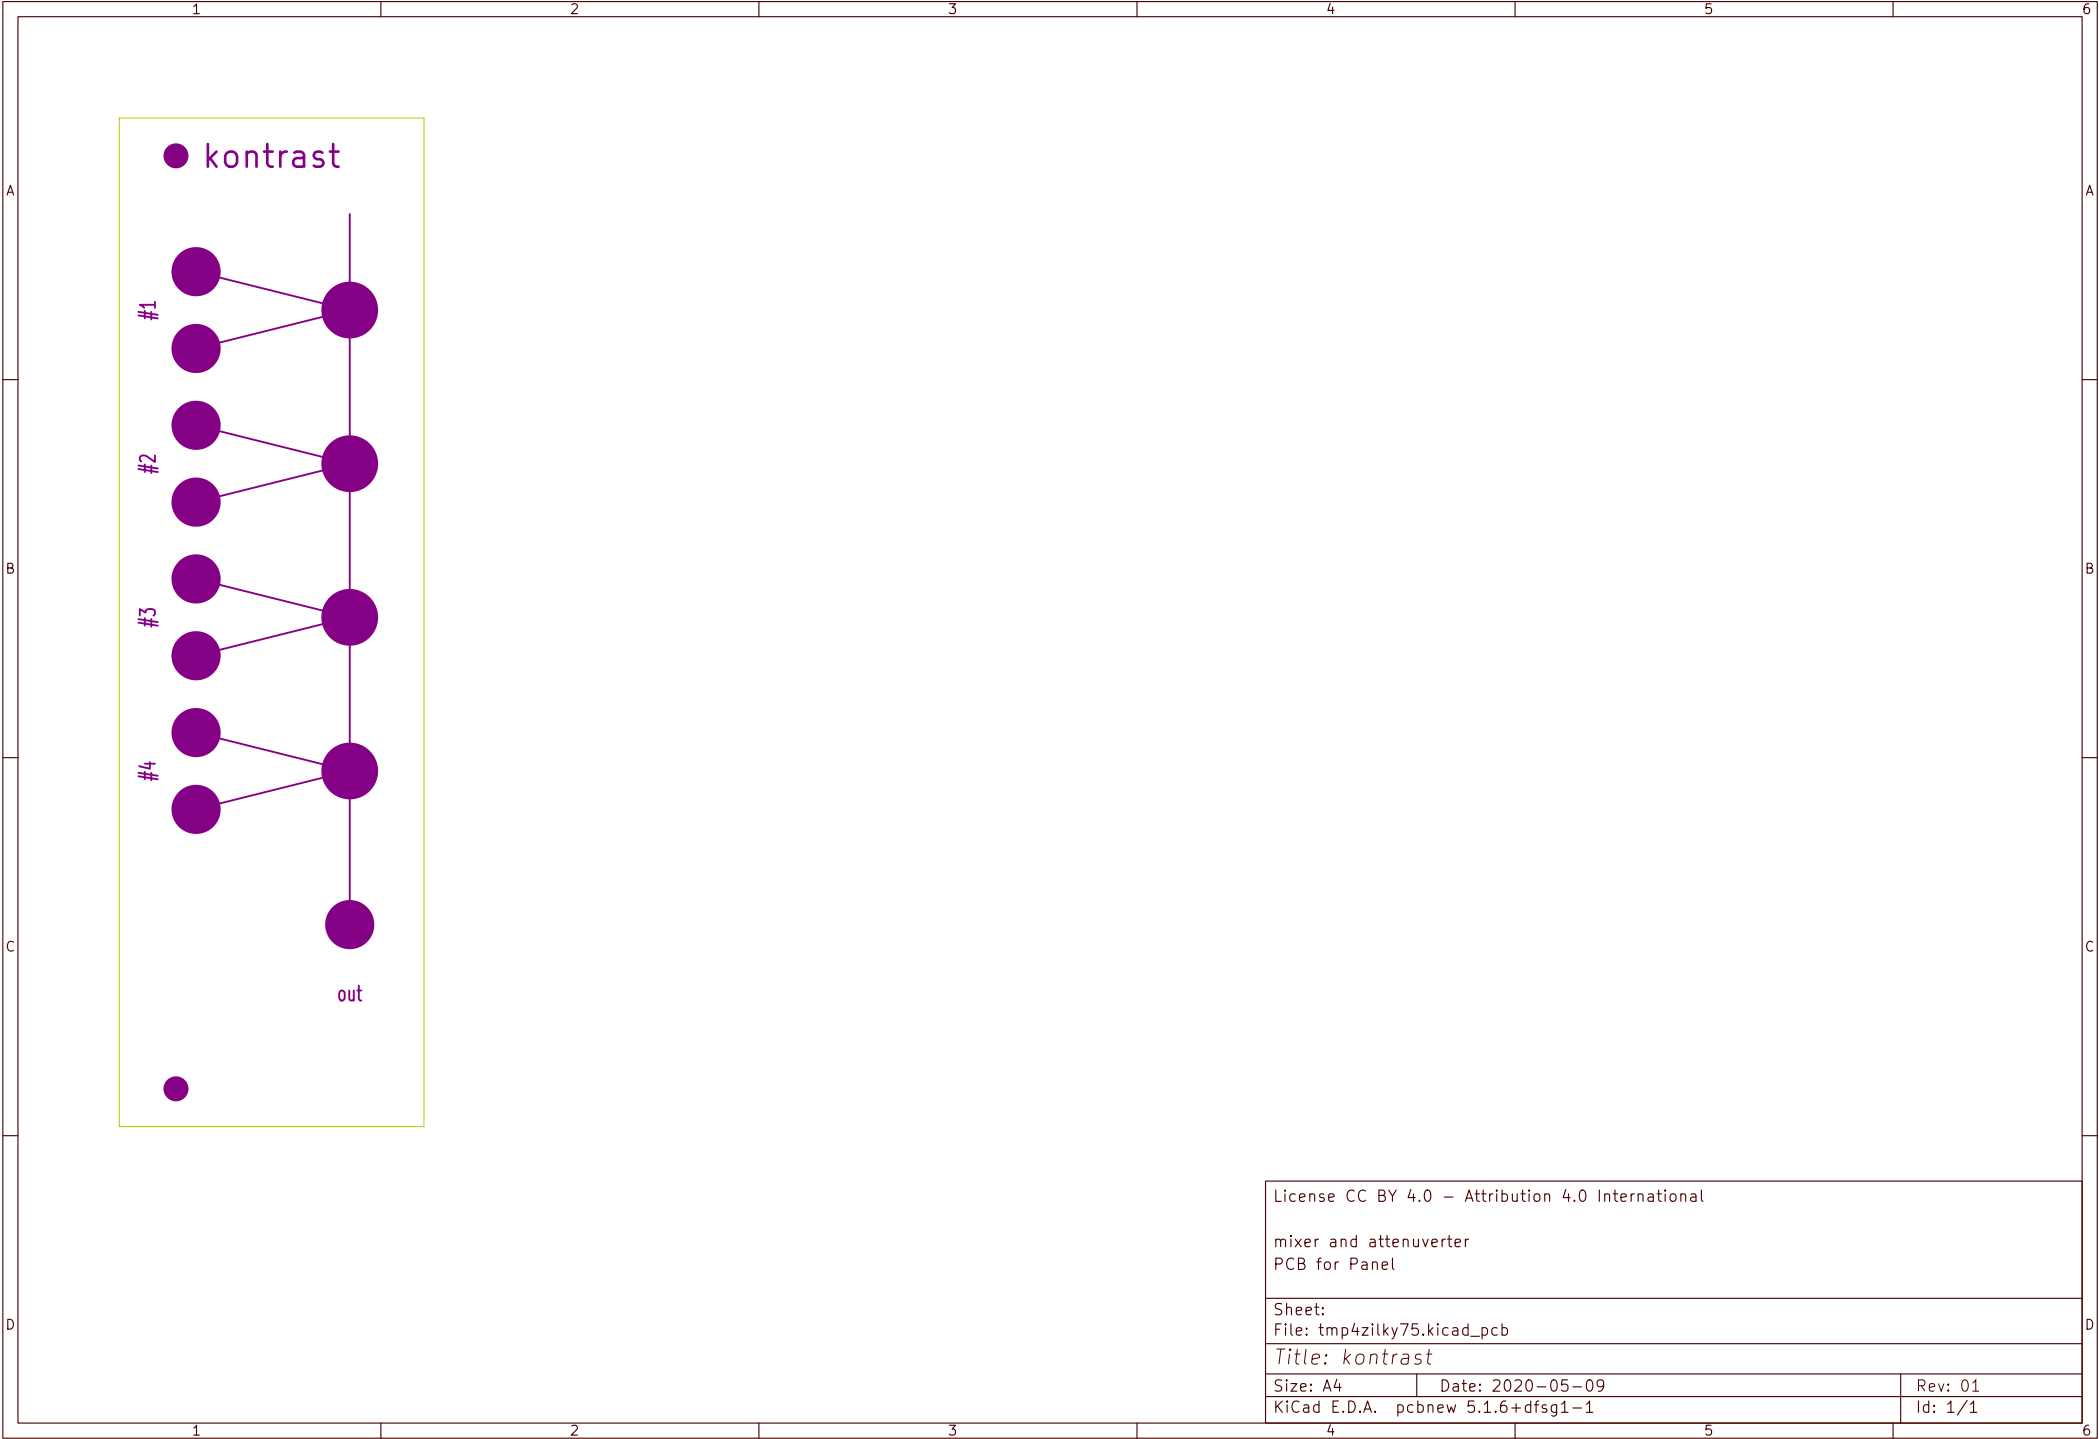 1 2 3 4 5 6
A A
kontrast
#1
#2
B B
#3
#4
C C
out
License CC BY 4.0 - Attribution 4.0 International
mixer and attenuverter
PCB for Panel
Sheet:
D D
File: tmp4zilky75.kicad_pcb
Title: kontrast
Size: A4 Date: 2020-05-09 Rev: 01
KiCad E.D.A. pcbnew 5.1.6+dfsg1-1 Id: 1/1
1 2 3 4 5 6